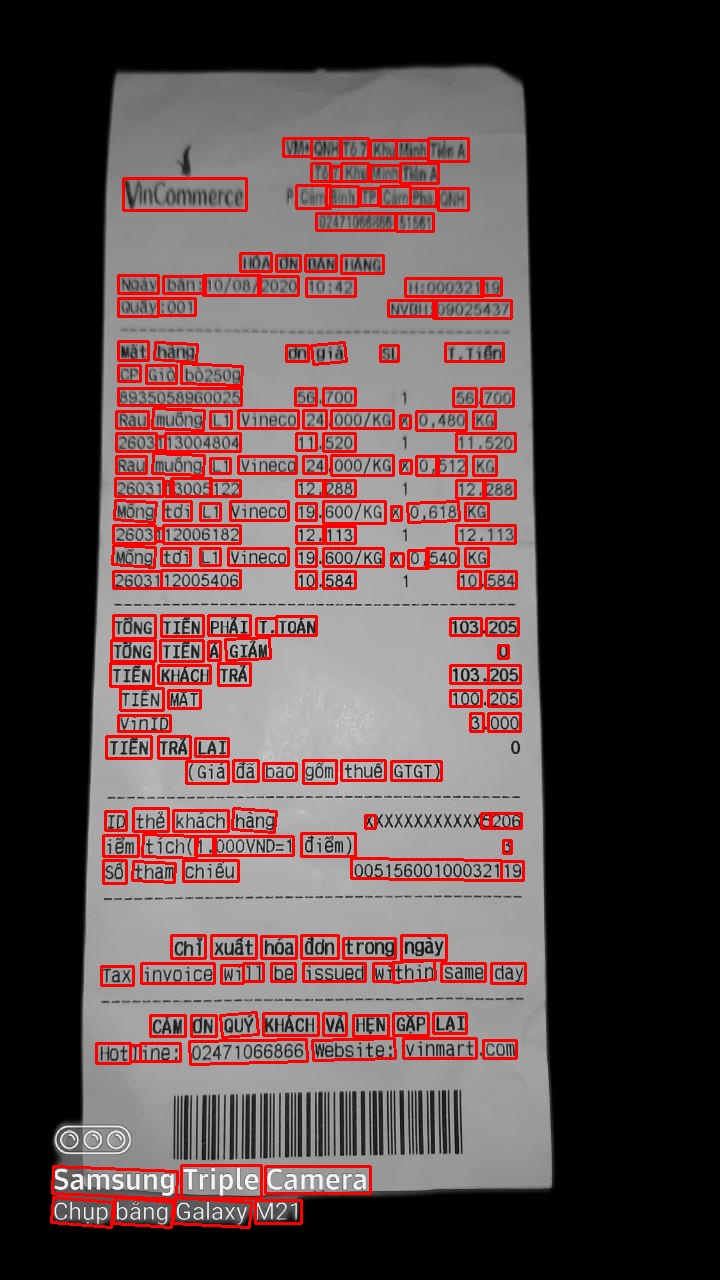 VM+ QNH Tổ 7 Khu Minh Tiến A
Tổ 7 Khu Minh Tiến A
VinCommerce
P Cẩm Bình TP Cẩm Phả QNH
02471066866 51561
HÓA ƠN BÁN HÀNG
Ngày bán:10/08/2020 10:42 H:00032119
Quầy:001 NVBH:09025437
Mặt hàng ơn giá Sl T.Tiền
CP Giò bò250g
8935058960025 56.700 1 56.700
Rau muống L1 Vineco 24.000/KG x 0,480 KG
2603113004804 11.520 1 11.520
Rau muống L1 Vineco 24.000/KG x 0,512 KG
2603113005122 12.288 1 12.288
Mồng tơi L1 Vineco 19.600/KG x 0,618 KG
2603112006182 12.113 1 12.113
Mồng tơi L1 Vineco 19.600/KG x 0,540 KG
2603112005406 10.584 1 10.584
TỔNG TIỀN PHẢI T.TOÁN 103.205
TỔNG TIỀN Ã GIẢM 0
TIỀN KHÁCH TRẢ 103.205
TIỀN MẶT 100.205
VinID 3.000
TIỀN TRẢ LẠI 0
(Giá đã bao gồm thuế GTGT)
ID thẻ khách hàng XXXXXXXXXXXX5206
iểm tích(1.000VND=1 điểm) 3
Số tham chiếu 00515600100032119
Chỉ xuất hóa đơn trong ngày
Tax invoice will be issued within same day
CẢM ƠN QUÝ KHÁCH VÀ HẸN GẶP LẠI
Hotline: 02471066866 Website: vinmart.com
Samsung Triple Camera
Chụp bằng Galaxy M21